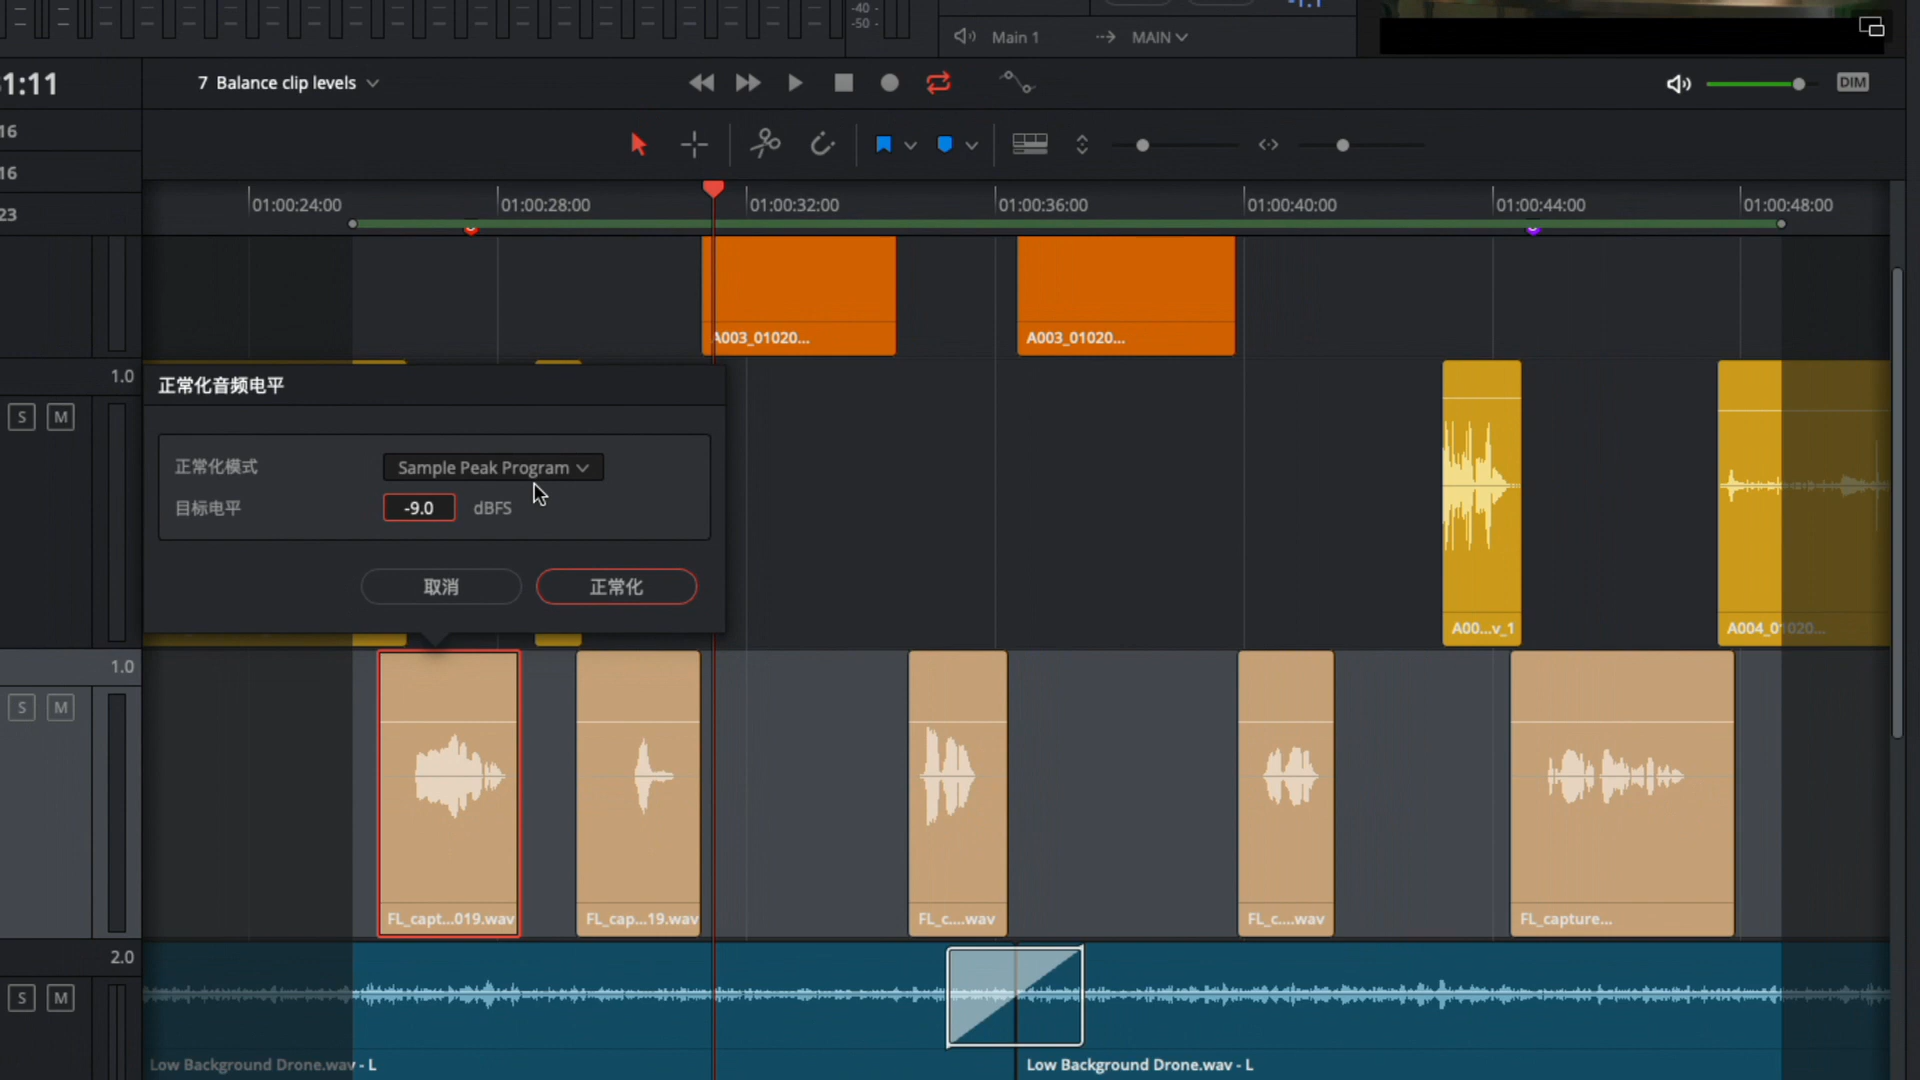 -40 -
-50 -
-1.1
Main 1
MAIN
1:11
7 Balance clip levels
DIM
16
16
23
01:00:24:00
01:00:28:00
01:00:32:00
01:00:36:00
01:00:40:00
01:00:44:00
01:00:48:00
A003_01020...
A003_01020...
1.0
S
M
正常化音频电平
正常化模式
Sample Peak Program
目标电平
-9.0
dBFS
取消
正常化
A00...v_1
A004_01020...
1.0
S
M
FL_capt...019.wav
FL_cap...19.wav
FL_c....wav
FL_c....wav
FL_capture...
2.0
S
M
Low Background Drone.wav - L
Low Background Drone.wav - L